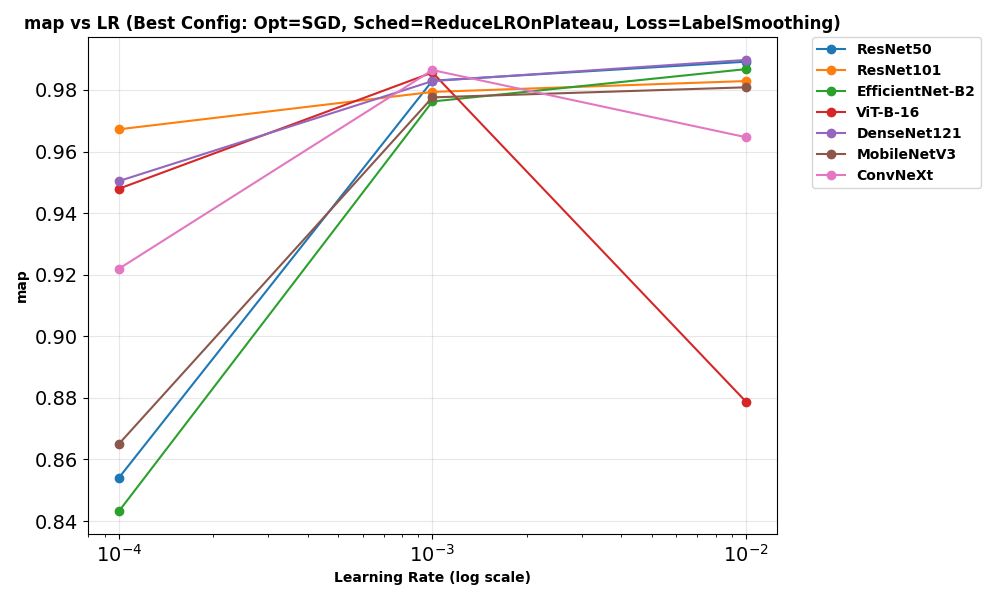 map vs LR (Best Config: Opt=SGD, Sched=ReduceLROnPlateau, Loss=LabelSmoothing)
ResNet50
ResNet101
EfficientNet-B2
ViT-B-16
DenseNet121
MobileNetV3
ConvNeXt
0.98
0.96
0.94
0.92
0.90
0.88
0.86
0.84
map
10⁻⁴
10⁻³
10⁻²
Learning Rate (log scale)